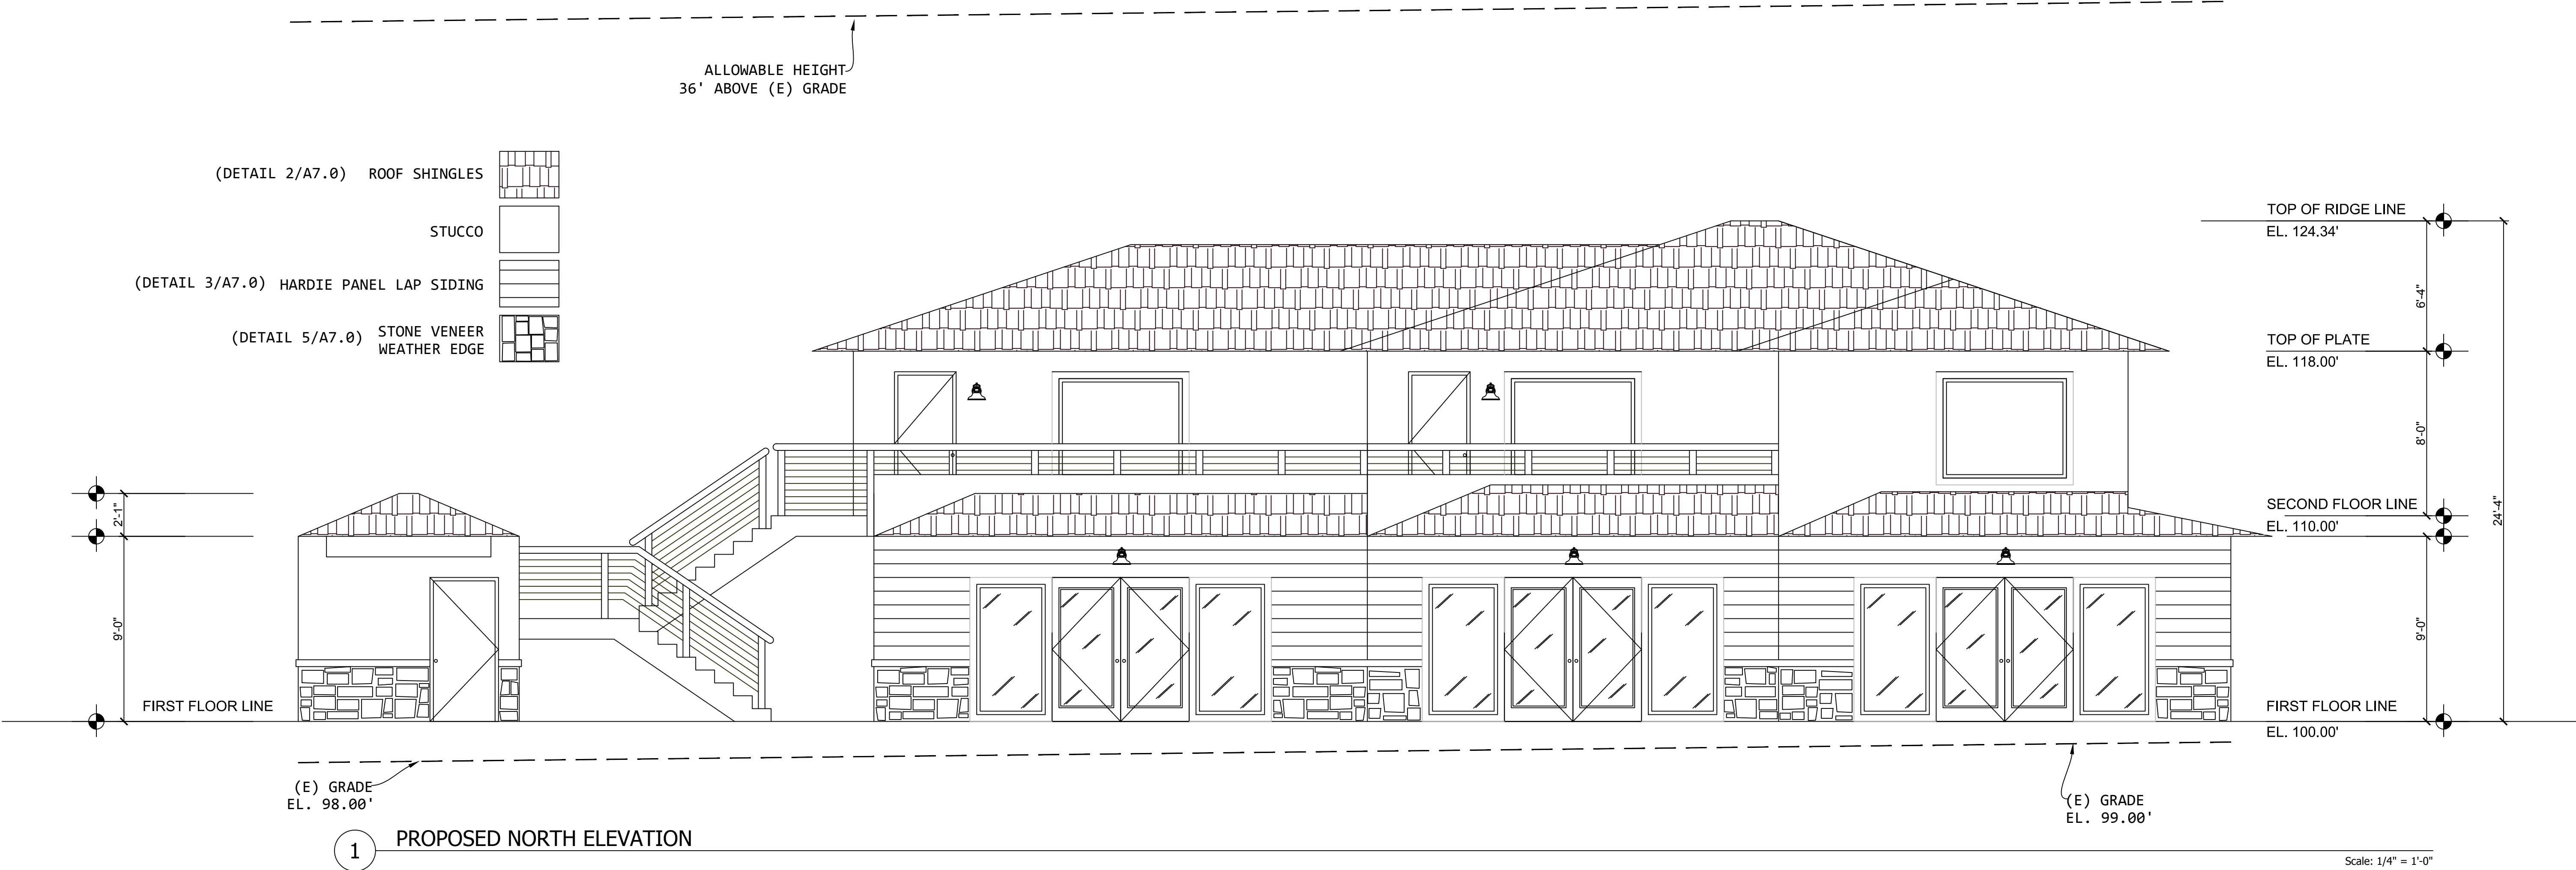 ALLOWABLE HEIGHT
36' ABOVE (E) GRADE
(DETAIL 2/A7.0) ROOF SHINGLES
STUCCO
(DETAIL 3/A7.0) HARDIE PANEL LAP SIDING
(DETAIL 5/A7.0) STONE VENEER
WEATHER EDGE
TOP OF RIDGE LINE
EL. 124.34'
6'-4"
TOP OF PLATE
EL. 118.00'
8'-0"
SECOND FLOOR LINE
EL. 110.00'
24'-4"
2'-1"
9'-0"
9'-0"
FIRST FLOOR LINE
FIRST FLOOR LINE
EL. 100.00'
(E) GRADE
EL. 98.00'
(E) GRADE
EL. 99.00'
1 PROPOSED NORTH ELEVATION
Scale: 1/4" = 1'-0"